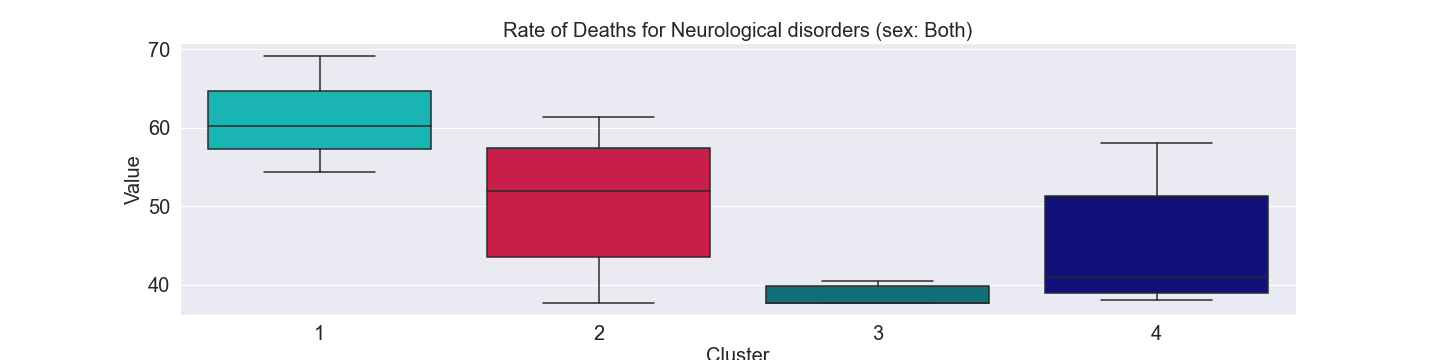 Rate of Deaths for Neurological disorders (sex: Both)
70
60
50
40
Value
1 2 3 4
Cluster